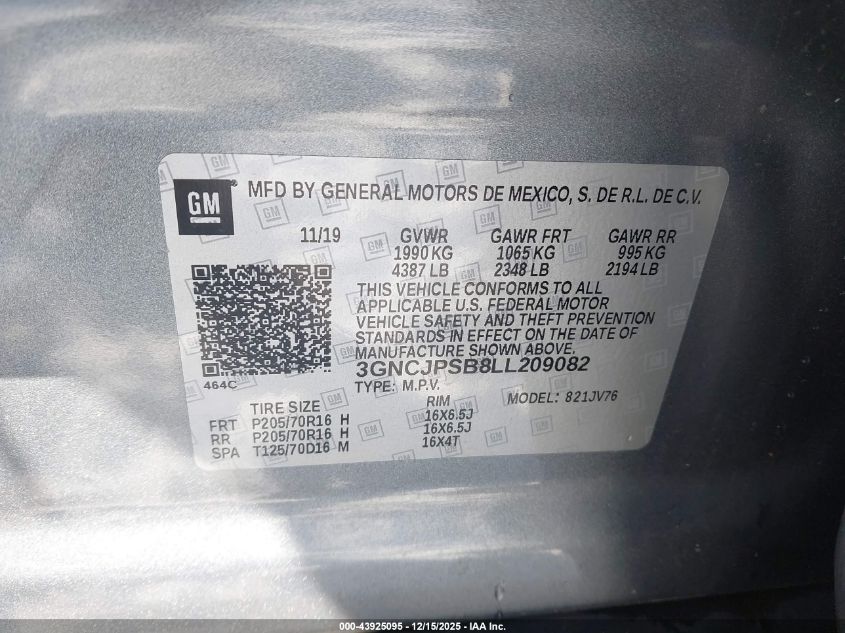 GM ® MFD BY GENERAL MOTORS DE MEXICO, S. DE R.L. DE C.V.
11/19 GVWR GAWR FRT GAWR RR
1990 KG 1065 KG 995 KG
4387 LB 2348 LB 2194 LB
THIS VEHICLE CONFORMS TO ALL
APPLICABLE U.S. FEDERAL MOTOR
VEHICLE SAFETY AND THEFT PREVENTION
STANDARDS IN EFFECT ON THE DATE OF
MANUFACTURE SHOWN ABOVE.
3GNCJPSB8LL209082
464C TYPE: M.P.V. MODEL: 821JV76
TIRE SIZE RIM
FRT P205/70R16 H 16X6.5J
RR P205/70R16 H 16X6.5J
SPA T125/70D16 M 16X4T
000-43925095 - 12/15/2025 - IAA Inc.